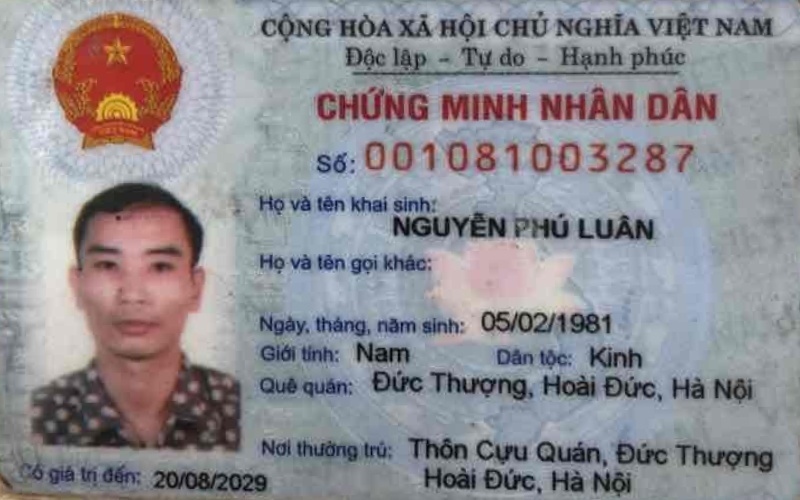 CỘNG HÒA XÃ HỘI CHỦ NGHĨA VIỆT NAM
Độc lập - Tự do - Hạnh phúc
CHỨNG MINH NHÂN DÂN
Số: 001081003287
Họ và tên khai sinh:
NGUYỄN PHÚ LUÂN
Họ và tên gọi khác:
Ngày, tháng, năm sinh: 05/02/1981
Giới tính: Nam Dân tộc: Kinh
Quê quán: Đức Thượng, Hoài Đức, Hà Nội
Nơi thường trú: Thôn Cựu Quán, Đức Thượng
Hoài Đức, Hà Nội
Có giá trị đến: 20/08/2029